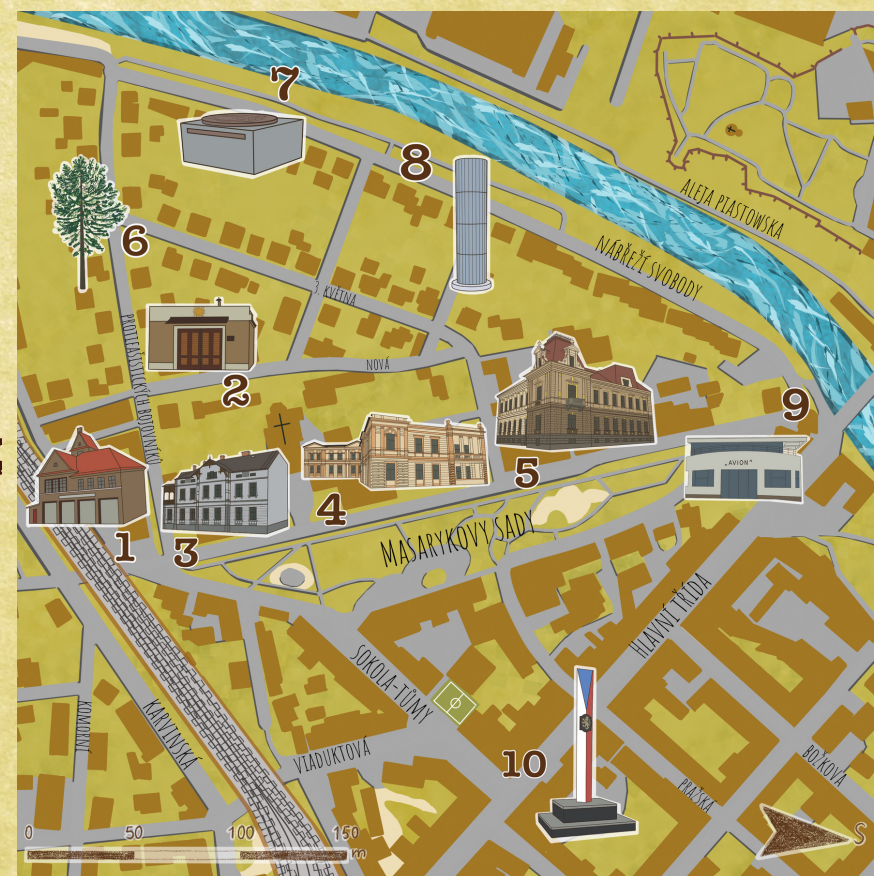 7
8
ALEJA PIASTOWSKA
6
NÁBŘEŽÍ SVOBODY
3. KVĚTNA
PROTIFAŠISTICKÝCH BOJOVNÍKŮ
NOVÁ
2
9
„AVION"
5
4
1
3
MASARYKOVY SADY
HLAVNÍ TŘÍDA
SOKOLA-TŮMY
KOMORNÍ
KARVINSKÁ
VIADUKTOVÁ
10
PRAŽSKÁ
BOŽKOVA
0 50 100 150 m
S